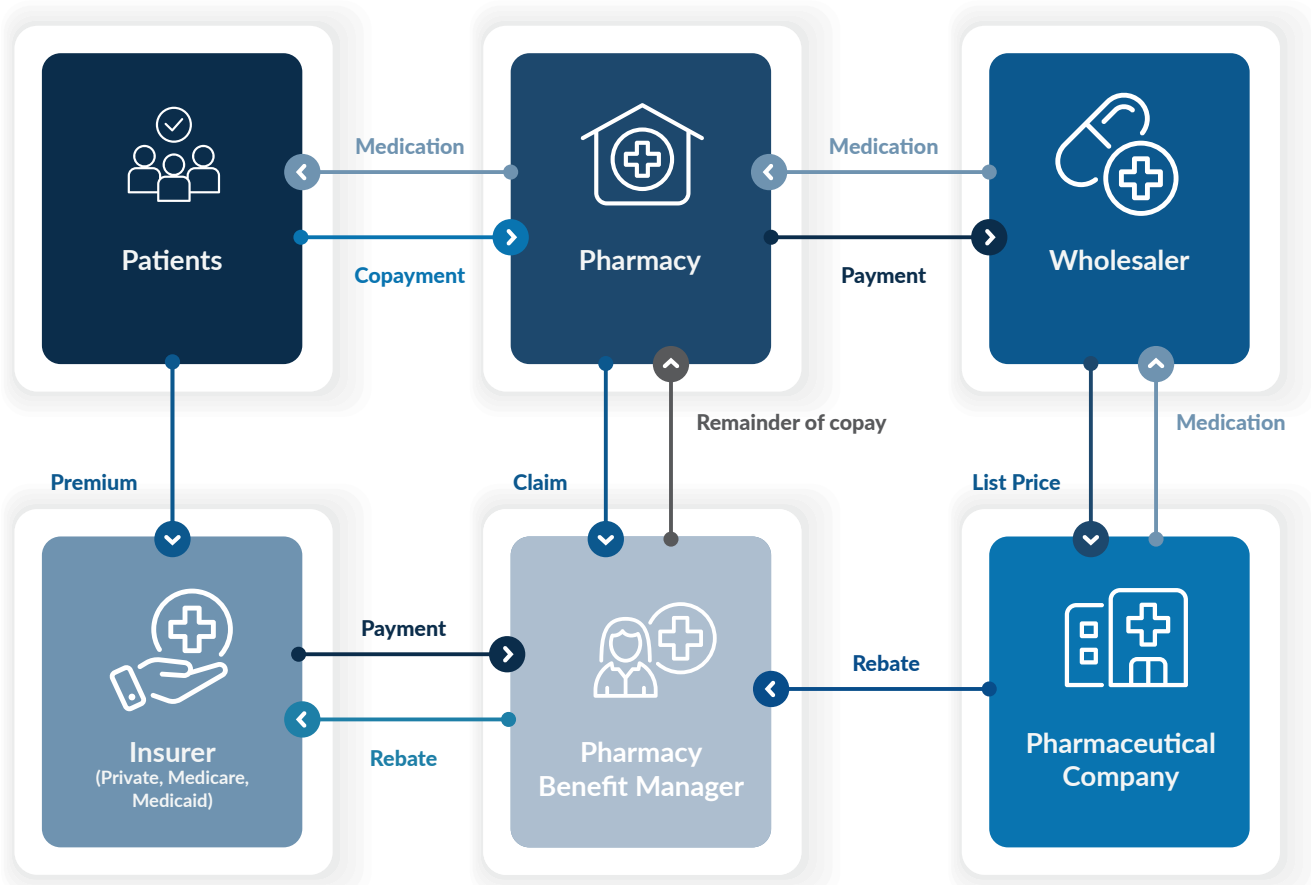 Medication
Medication
Patients
Pharmacy
Wholesaler
Copayment
Payment
Remainder of copay
Medication
Premium
Claim
List Price
Payment
Rebate
Insurer
(Private, Medicare,
Medicaid)
Rebate
Pharmacy
Benefit Manager
Pharmaceutical
Company